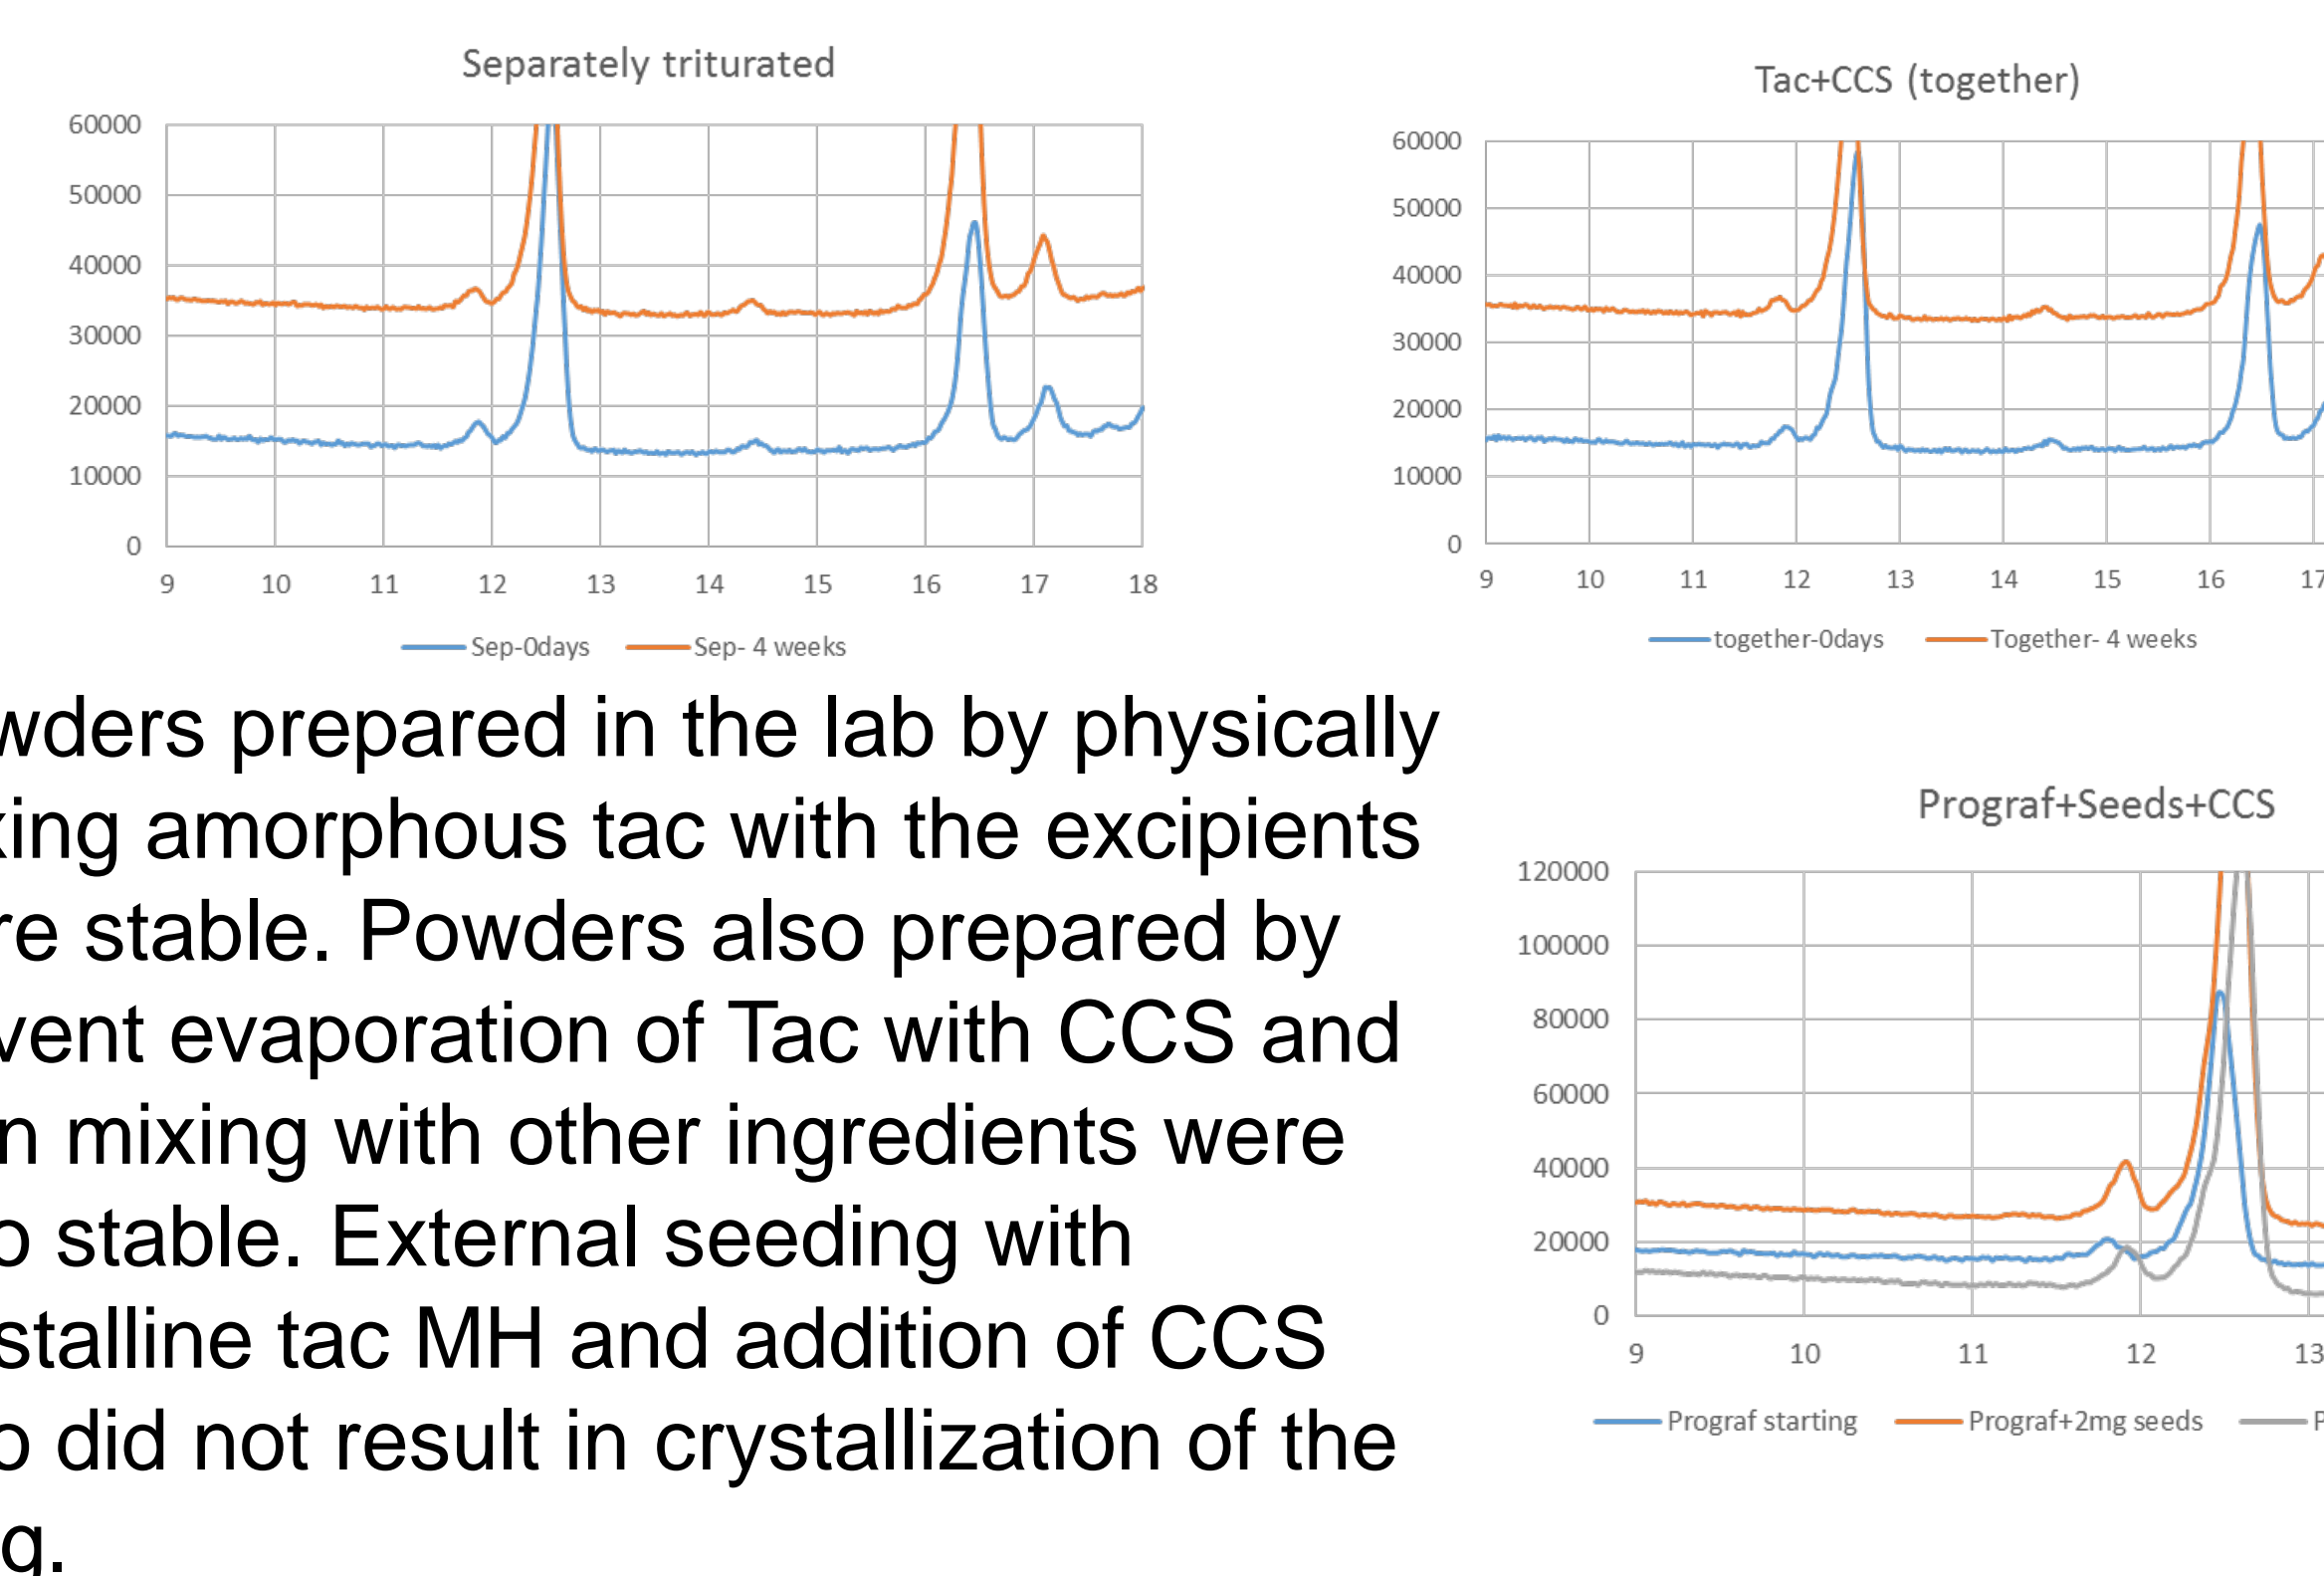 Separately triturated
60000
50000
40000
30000
20000
10000
0
9 10 11 12 13 14 15 16 17 18
Sep-0days Sep- 4 weeks
Tac+CCS (together)
60000
50000
40000
30000
20000
10000
0
9 10 11 12 13 14 15 16 17
together-0days Together- 4 weeks
wders prepared in the lab by physically
xing amorphous tac with the excipients
re stable. Powders also prepared by
vent evaporation of Tac with CCS and
n mixing with other ingredients were
o stable. External seeding with
stalline tac MH and addition of CCS
o did not result in crystallization of the
g.
Prograf+Seeds+CCS
120000
100000
80000
60000
40000
20000
0
9 10 11 12 13
Prograf starting Prograf+2mg seeds P